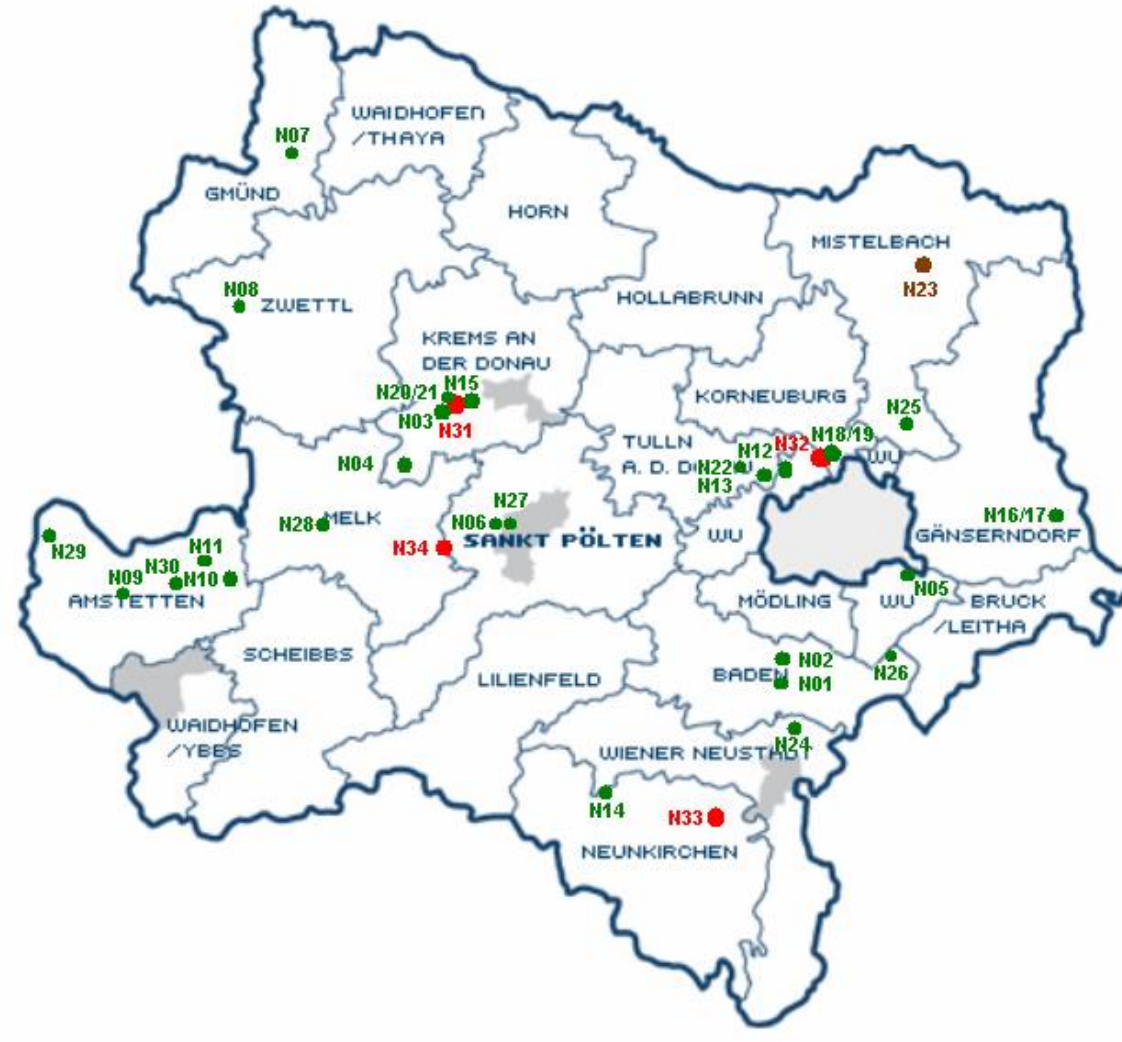 WAIDHOFEN
/THAYA
N07
GMÜND
HORN
MISTELBACH
N23
N08
ZWETTL
HOLLABRUNN
KREMS AN
DER DONAU
N20/21
N15
N03
N31
KORNEUBURG
N25
TULLN
A. D. DONAU
N12
N32
N18/19
WU
N22
N13
N04
N28
MELK
N27
N06
SANKT PÖLTEN
WU
N16/17
GÄNSERNDORF
N29
N11
N34
N30
N09
N10
AMSTETTEN
MÖDLING
WU
N05
BRUCK
/LEITHA
SCHEIBBS
N02
BADEN
N01
N26
LILIENFELD
WAIDHOFEN
/YBBS
N24
WIENER NEUSTADT
N14
N33
NEUNKIRCHEN